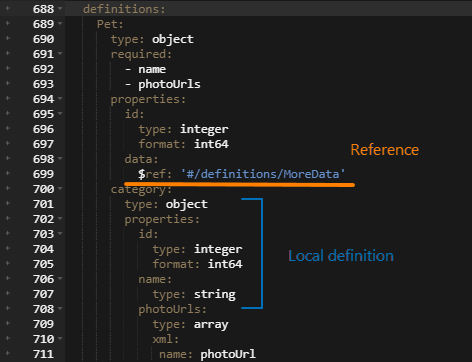 688 definitions:
689 Pet:
690 type: object
691 required:
692 - name
693 - photoUrls
694 properties:
695 id:
696 type: integer
697 format: int64
698 data:
699 $ref: '#/definitions/MoreData'
Reference
700 category:
701 type: object
702 properties:
703 id:
704 type: integer
705 format: int64
Local definition
706 name:
707 type: string
708 photoUrls:
709 type: array
710 xml:
711 name: photoUrl